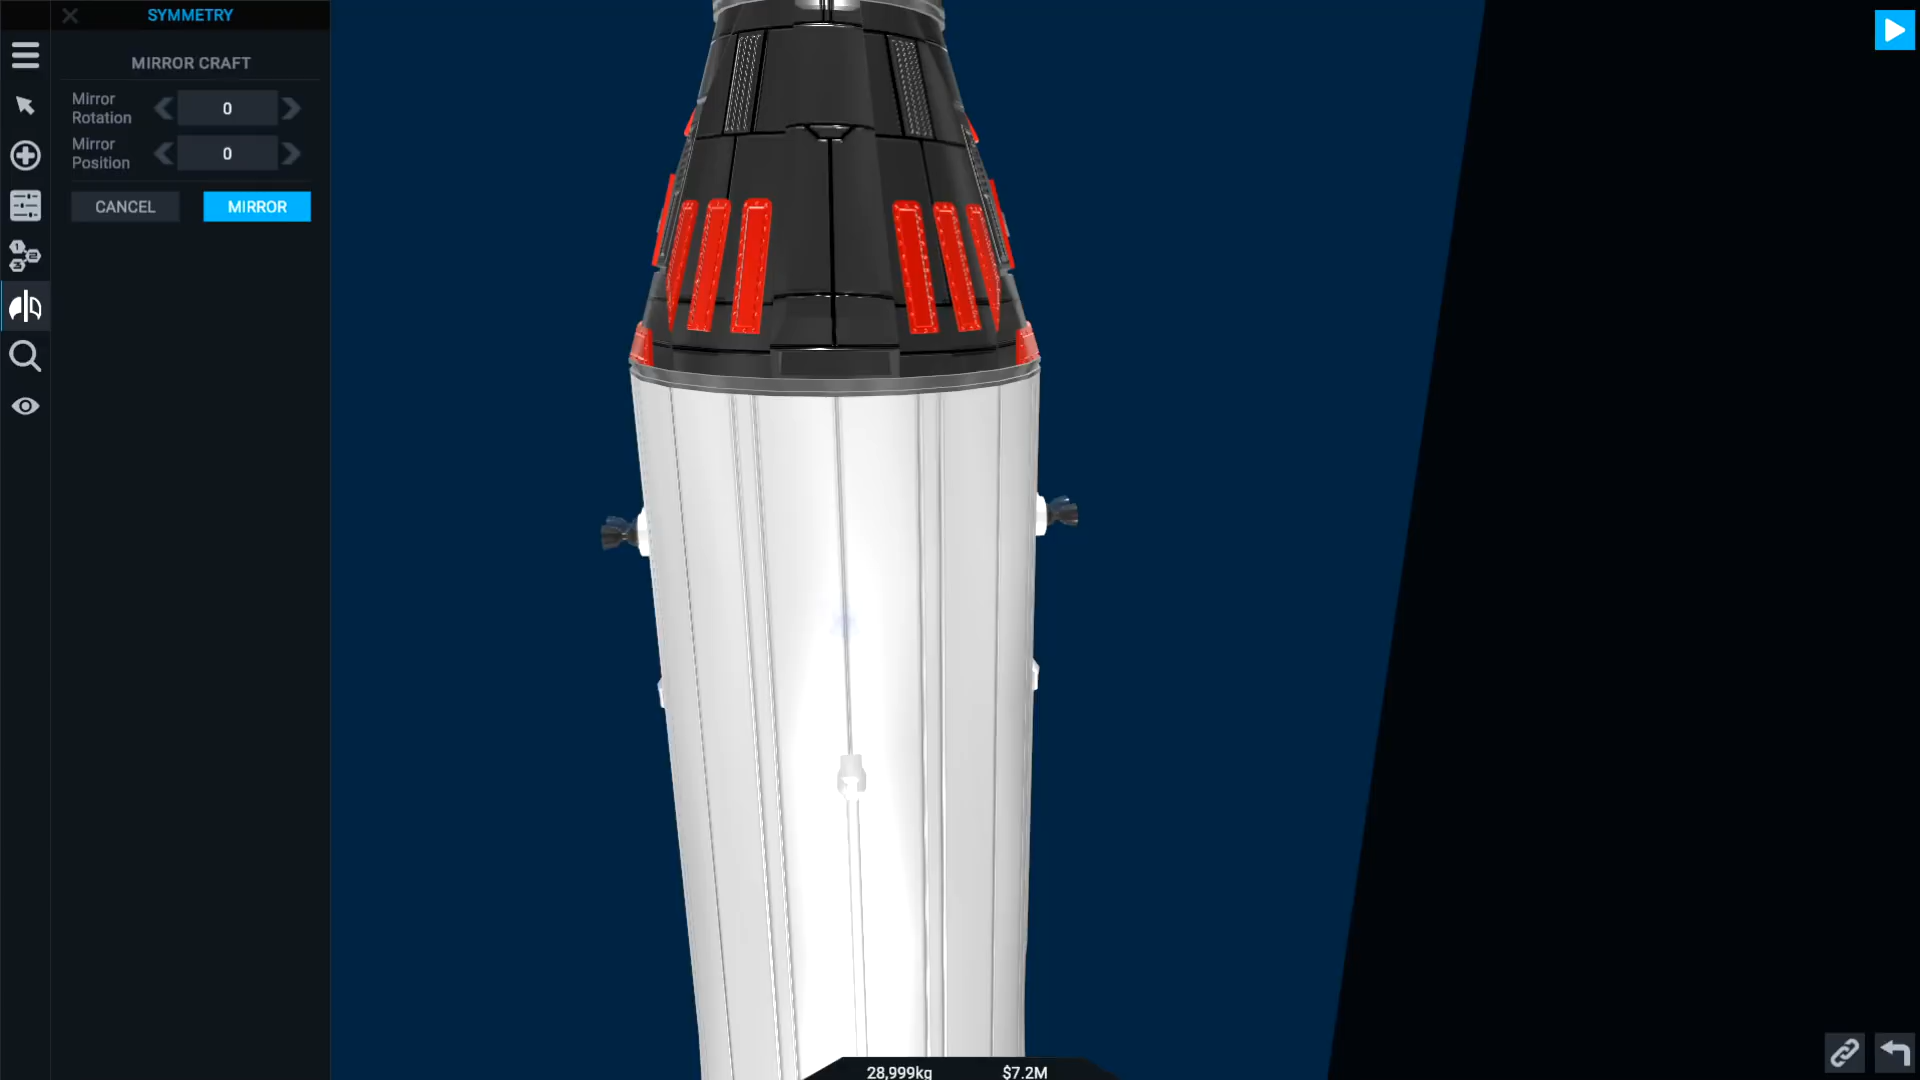 SYMMETRY
MIRROR CRAFT
Mirror
Rotation
0
Mirror
Position
0
CANCEL
MIRROR
28,999kg
$7.2M